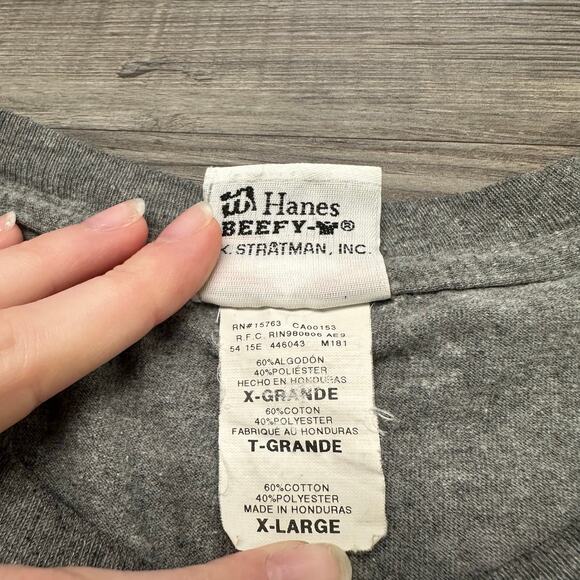 Hanes
BEEFY-®
K. STRATMAN, INC.
RN#15763 CA00153
R.F.C. RIN980806 AE9
54 15E 446043 M181
60%ALGODÓN
40%POLIÉSTER
HECHO EN HONDURAS
X-GRANDE
60%COTON
40%POLYESTER
FABRIQUÉ AU HONDURAS
T-GRANDE
60%COTTON
40%POLYESTER
MADE IN HONDURAS
X-LARGE